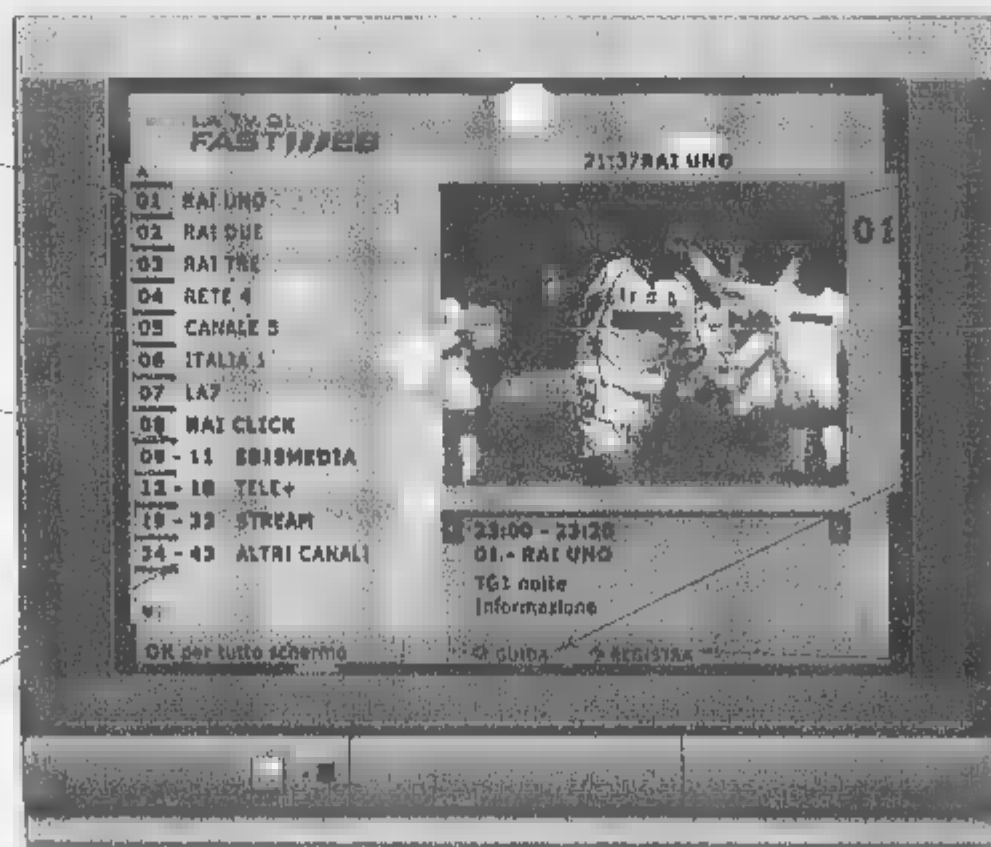 LA TV DI
FASTWEB
21:37 RAI UNO
01 RAI UNO
01
02 RAI DUE
03 RAI TRE
04 RETE 4
05 CANALE 5
06 ITALIA 1
07 LA7
08 RAI CLICK
09 - 11 EBISMEDIA
12 - 18 TELE+
19 - 33 STREAM
34 - 43 ALTRI CANALI
23:00 - 23:20
01 - RAI UNO
TG1 notte
Informazione
OK per tutto schermo
GUIDA
REGISTRA